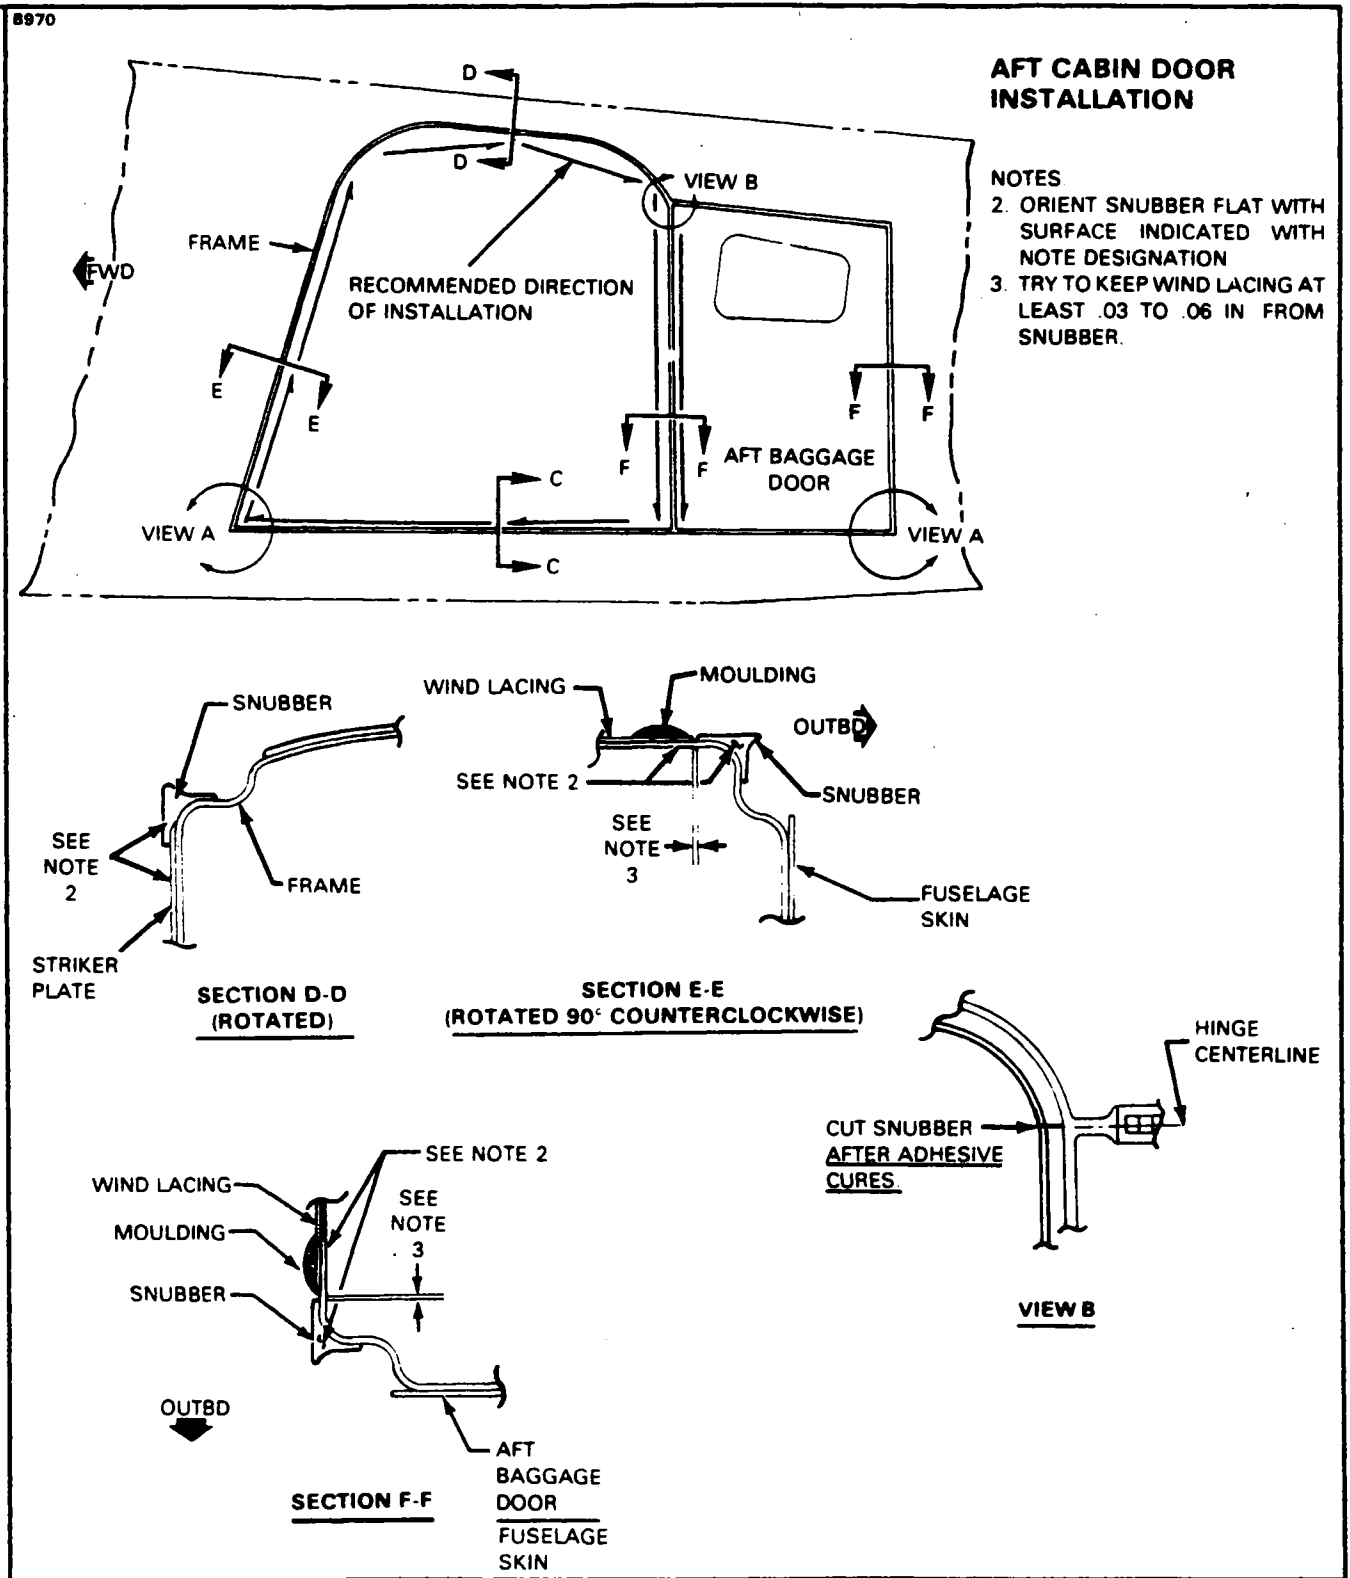 8970
AFT CABIN DOOR
INSTALLATION
NOTES
2. ORIENT SNUBBER FLAT WITH
SURFACE INDICATED WITH
NOTE DESIGNATION
3. TRY TO KEEP WIND LACING AT
LEAST .03 TO .06 IN FROM
SNUBBER.
D
D
VIEW B
FRAME
FWD
RECOMMENDED DIRECTION
OF INSTALLATION
E
E
F
F
F
F
AFT BAGGAGE
DOOR
C
C
VIEW A
VIEW A
SNUBBER
SEE
NOTE
2
FRAME
STRIKER
PLATE
SECTION D-D
(ROTATED)
WIND LACING
MOULDING
OUTBD
SEE NOTE 2
SNUBBER
SEE
NOTE
3
FUSELAGE
SKIN
SECTION E-E
(ROTATED 90° COUNTERCLOCKWISE)
HINGE
CENTERLINE
CUT SNUBBER
AFTER ADHESIVE
CURES.
VIEW B
SEE NOTE 2
WIND LACING
SEE
NOTE
3
MOULDING
SNUBBER
OUTBD
AFT
BAGGAGE
DOOR
FUSELAGE
SKIN
SECTION F-F